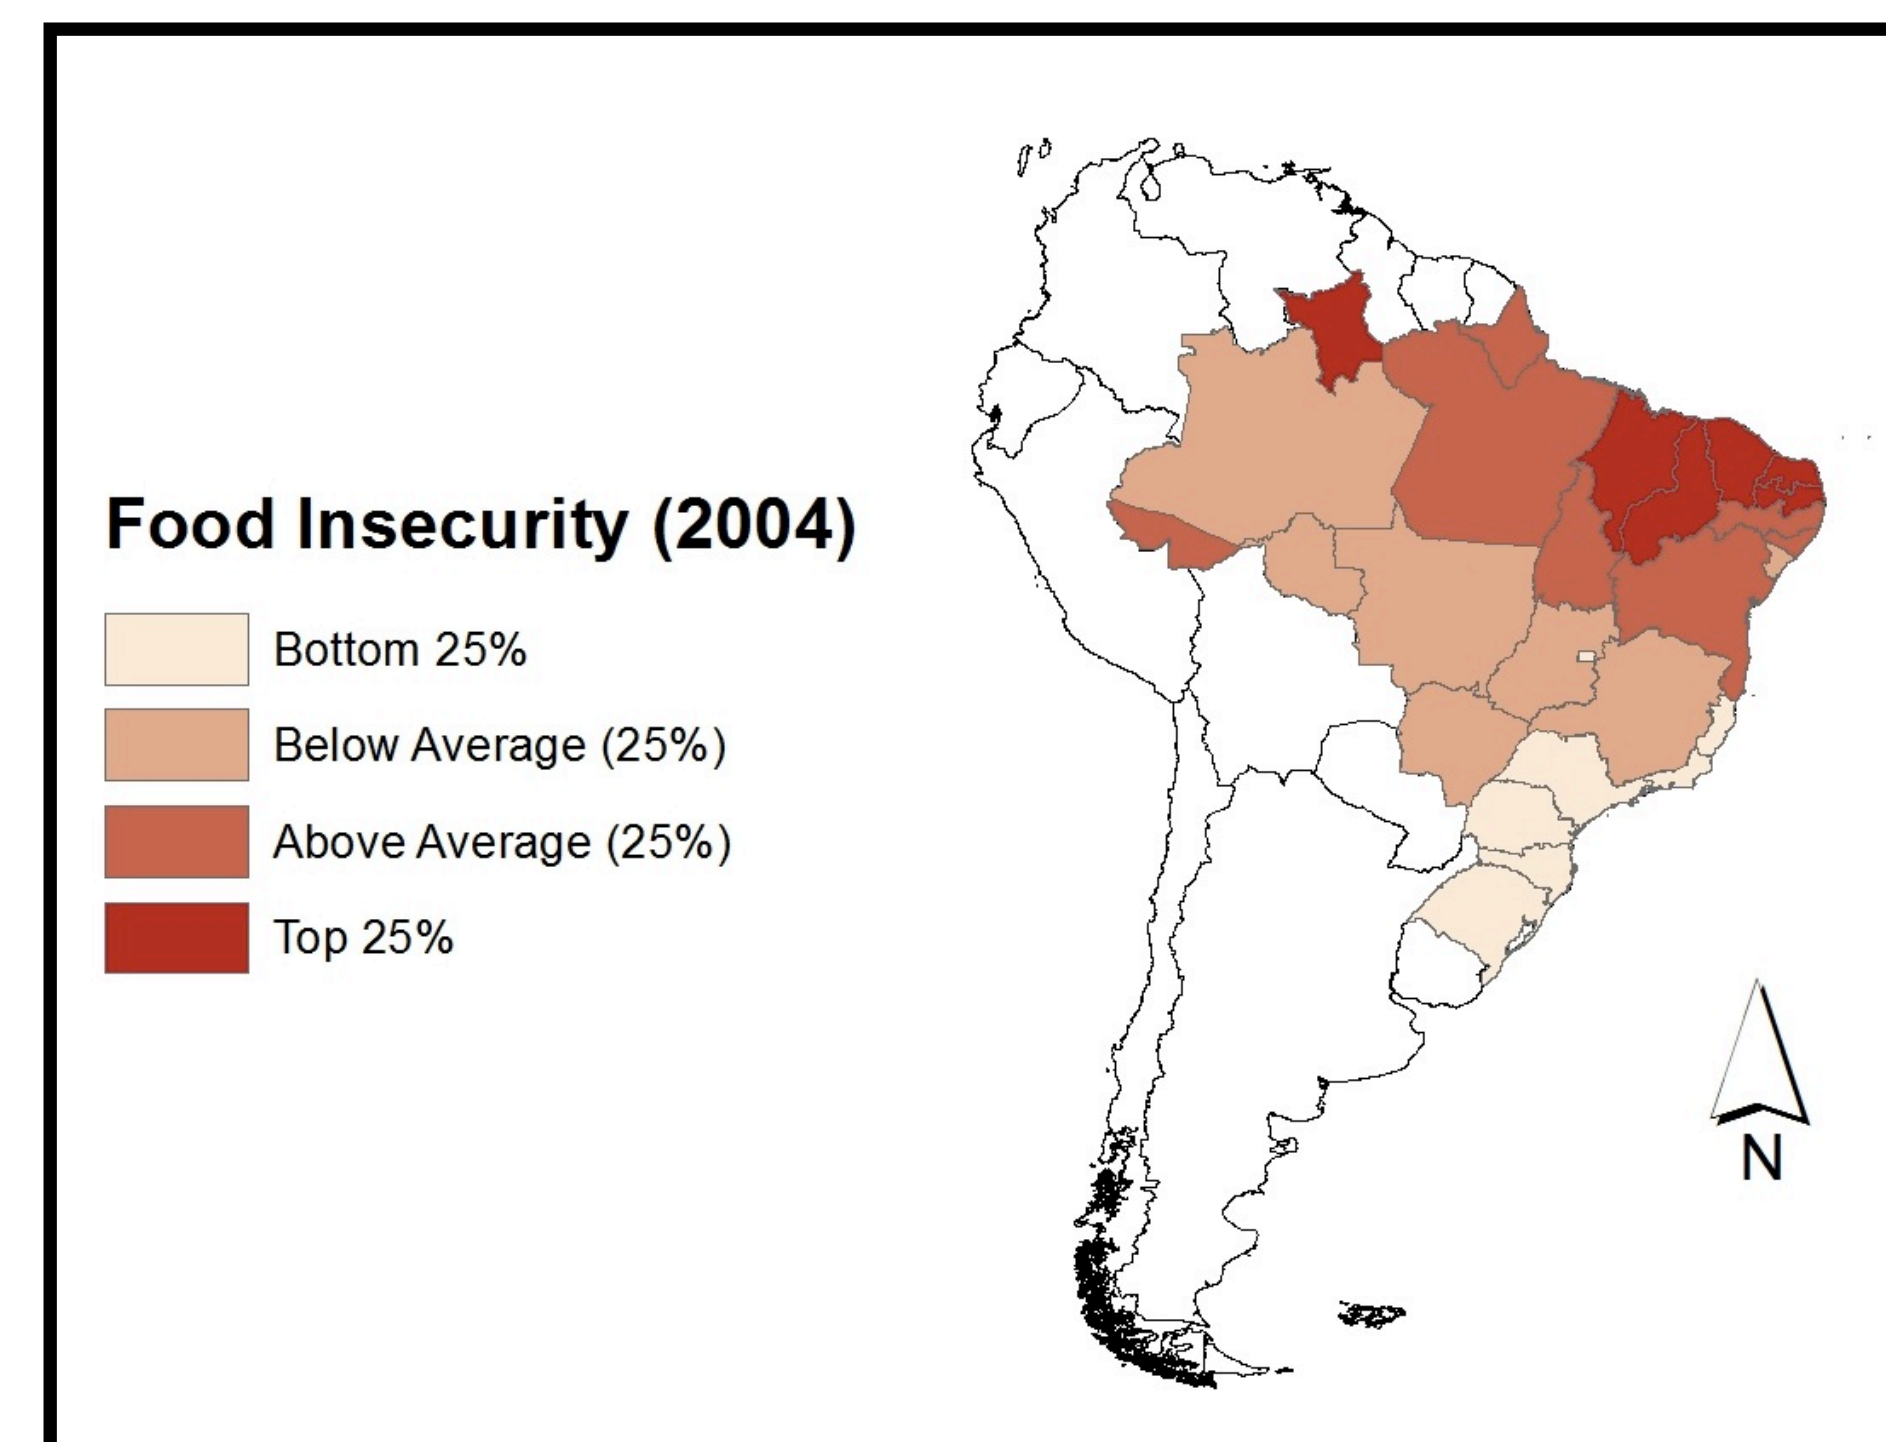 Food Insecurity (2004)
Bottom 25%
Below Average (25%)
Above Average (25%)
Top 25%
N